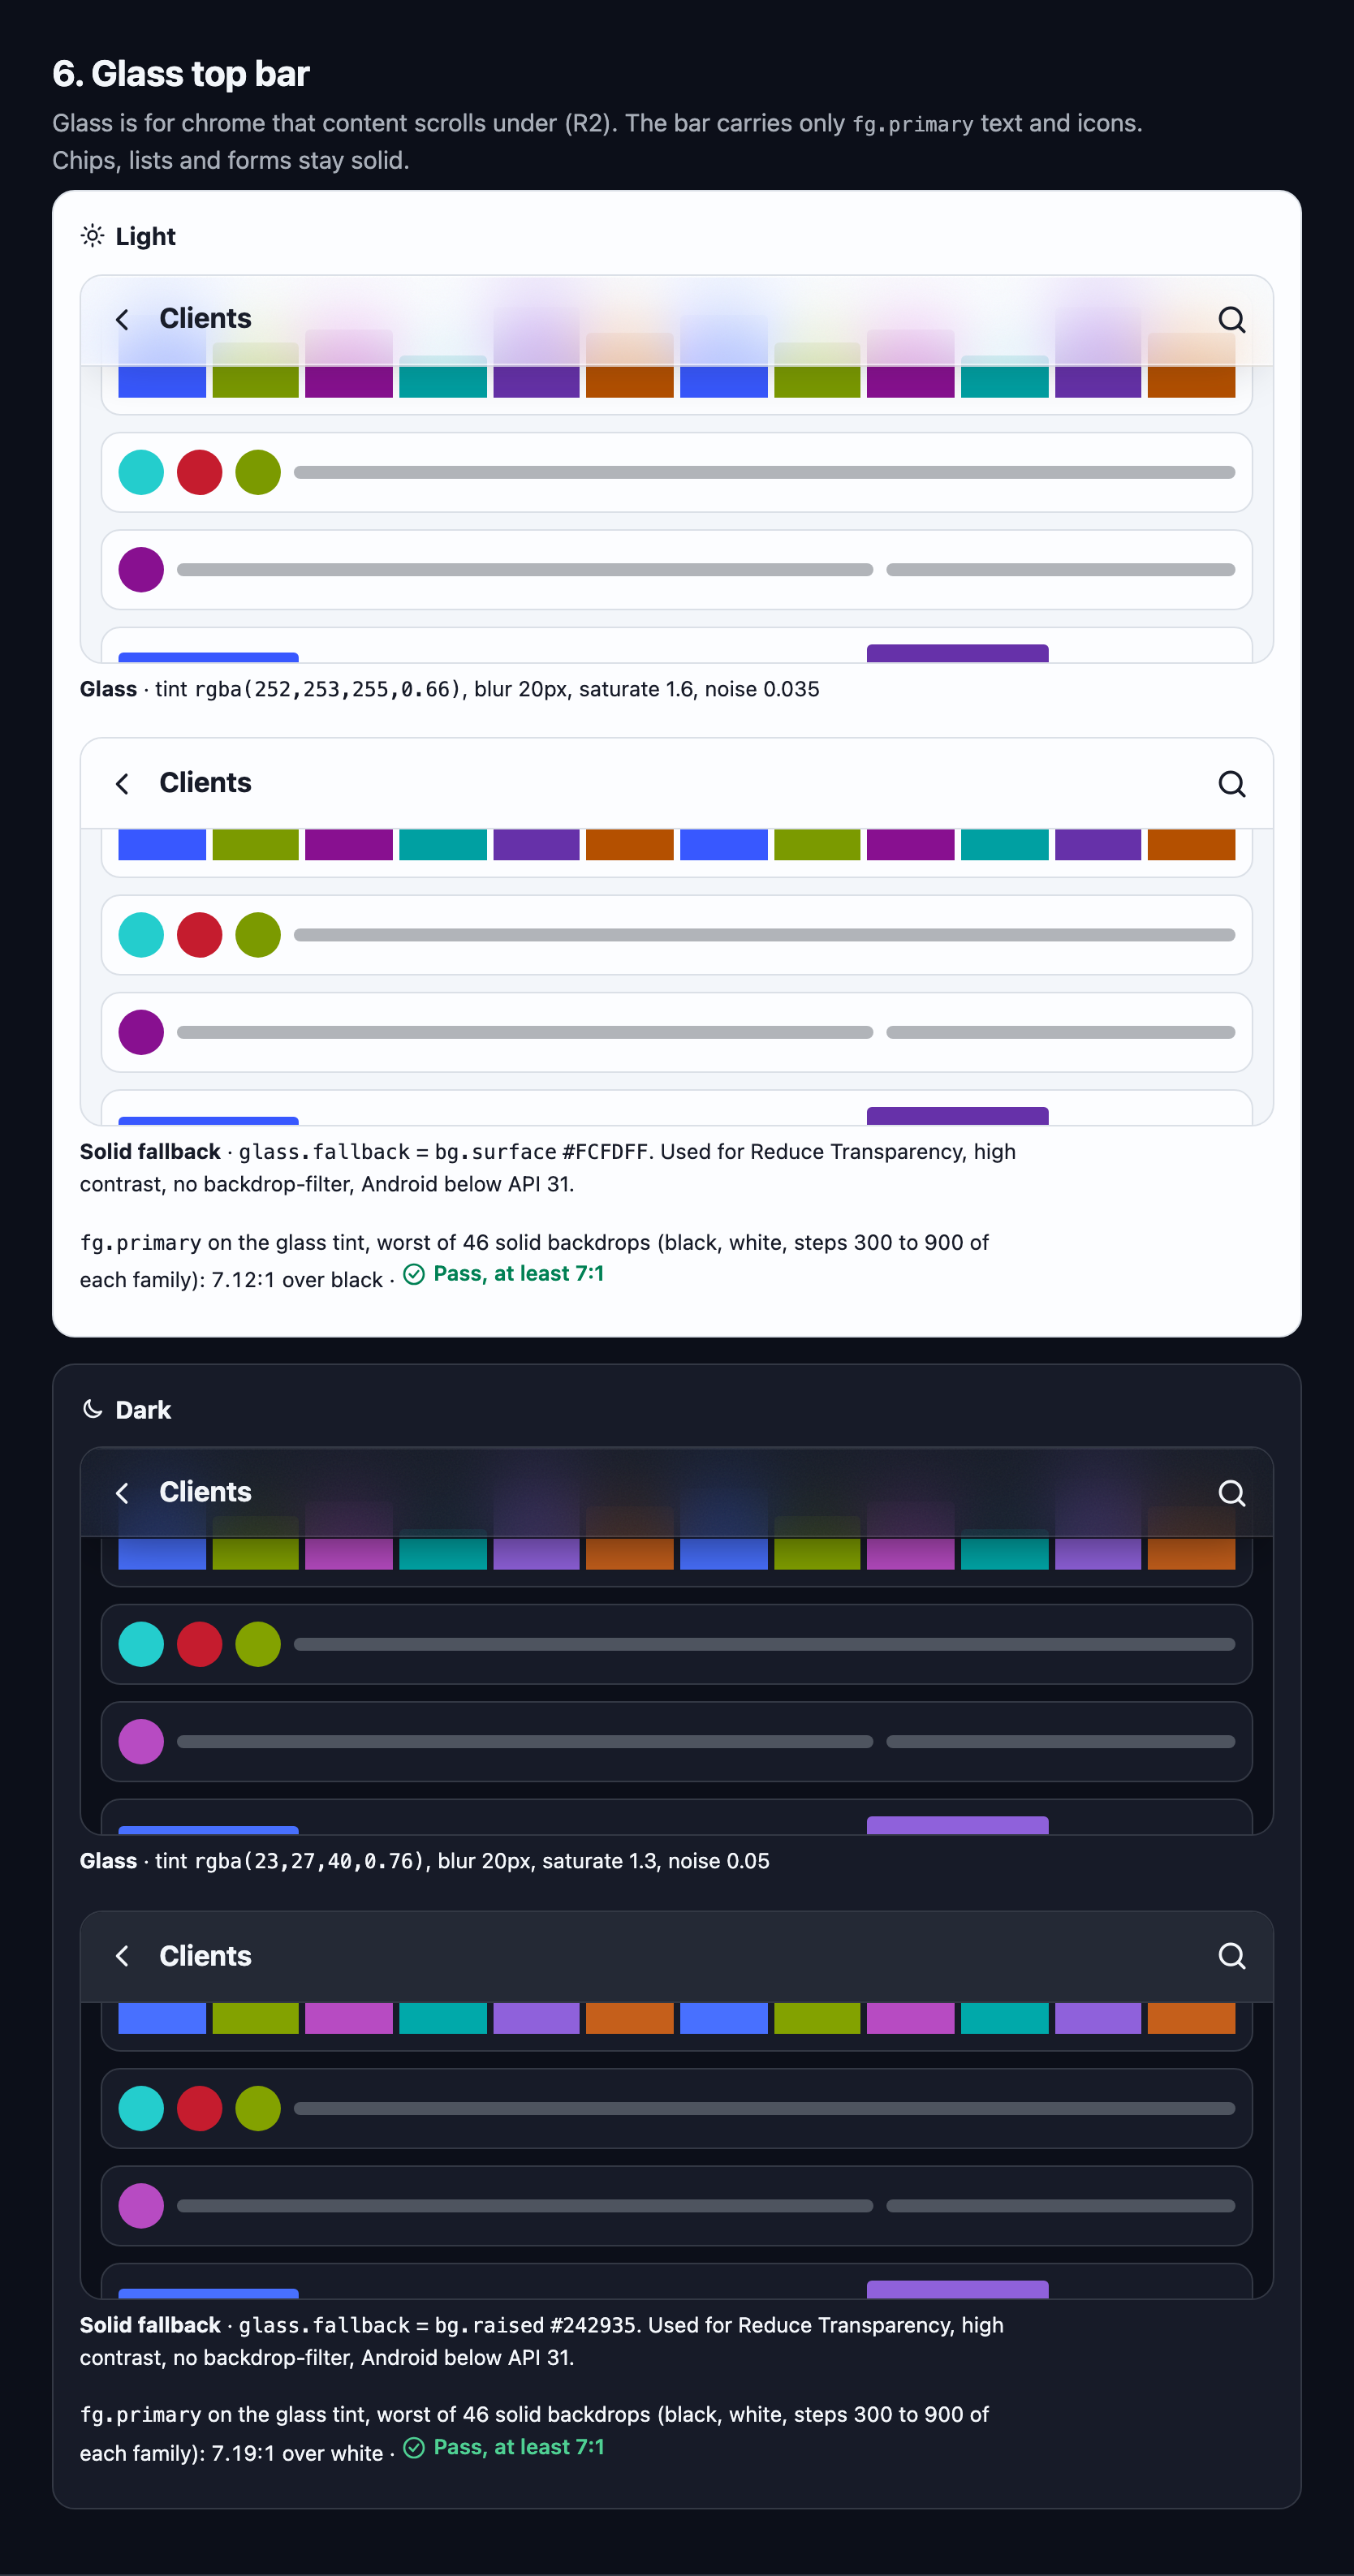 6. Glass top bar
Glass is for chrome that content scrolls under (R2). The bar carries only fg.primary text and icons.
Chips, lists and forms stay solid.
Light
Clients
Glass · tint rgba(252,253,255,0.66), blur 20px, saturate 1.6, noise 0.035
Clients
Solid fallback · glass.fallback = bg.surface #FCFDFF. Used for Reduce Transparency, high
contrast, no backdrop-filter, Android below API 31.
fg.primary on the glass tint, worst of 46 solid backdrops (black, white, steps 300 to 900 of
each family): 7.12:1 over black · Pass, at least 7:1
Dark
Clients
Glass · tint rgba(23,27,40,0.76), blur 20px, saturate 1.3, noise 0.05
Clients
Solid fallback · glass.fallback = bg.raised #242935. Used for Reduce Transparency, high
contrast, no backdrop-filter, Android below API 31.
fg.primary on the glass tint, worst of 46 solid backdrops (black, white, steps 300 to 900 of
each family): 7.19:1 over white · Pass, at least 7:1